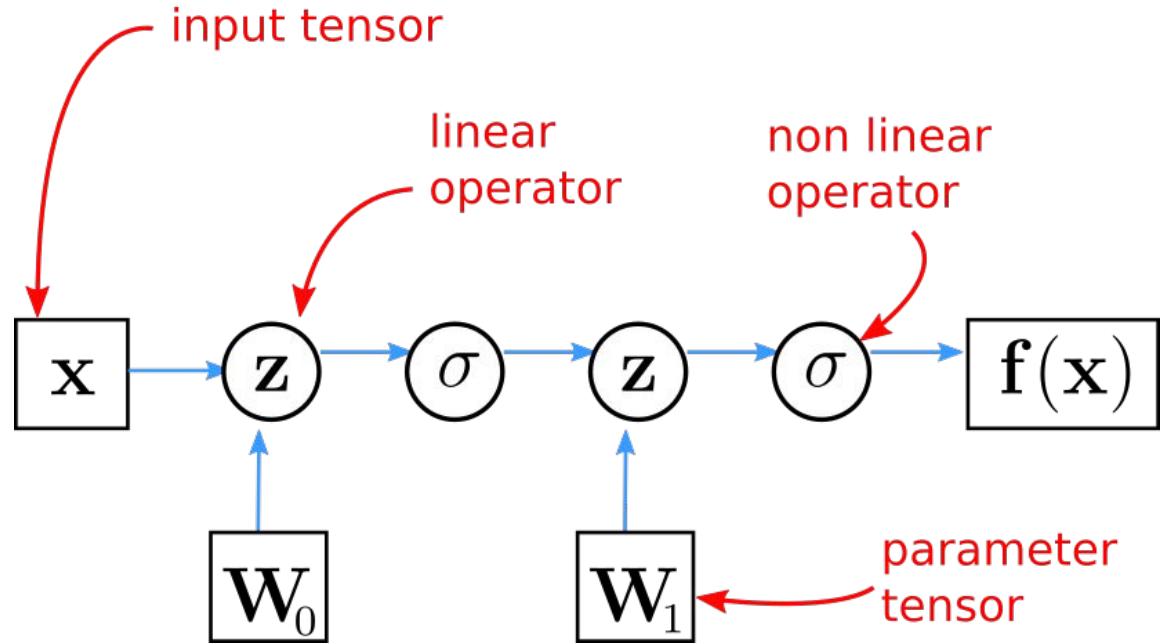 input tensor
linear
operator
non linear
operator
x
z
σ
z
σ
f(x)
W₀
W₁
parameter
tensor